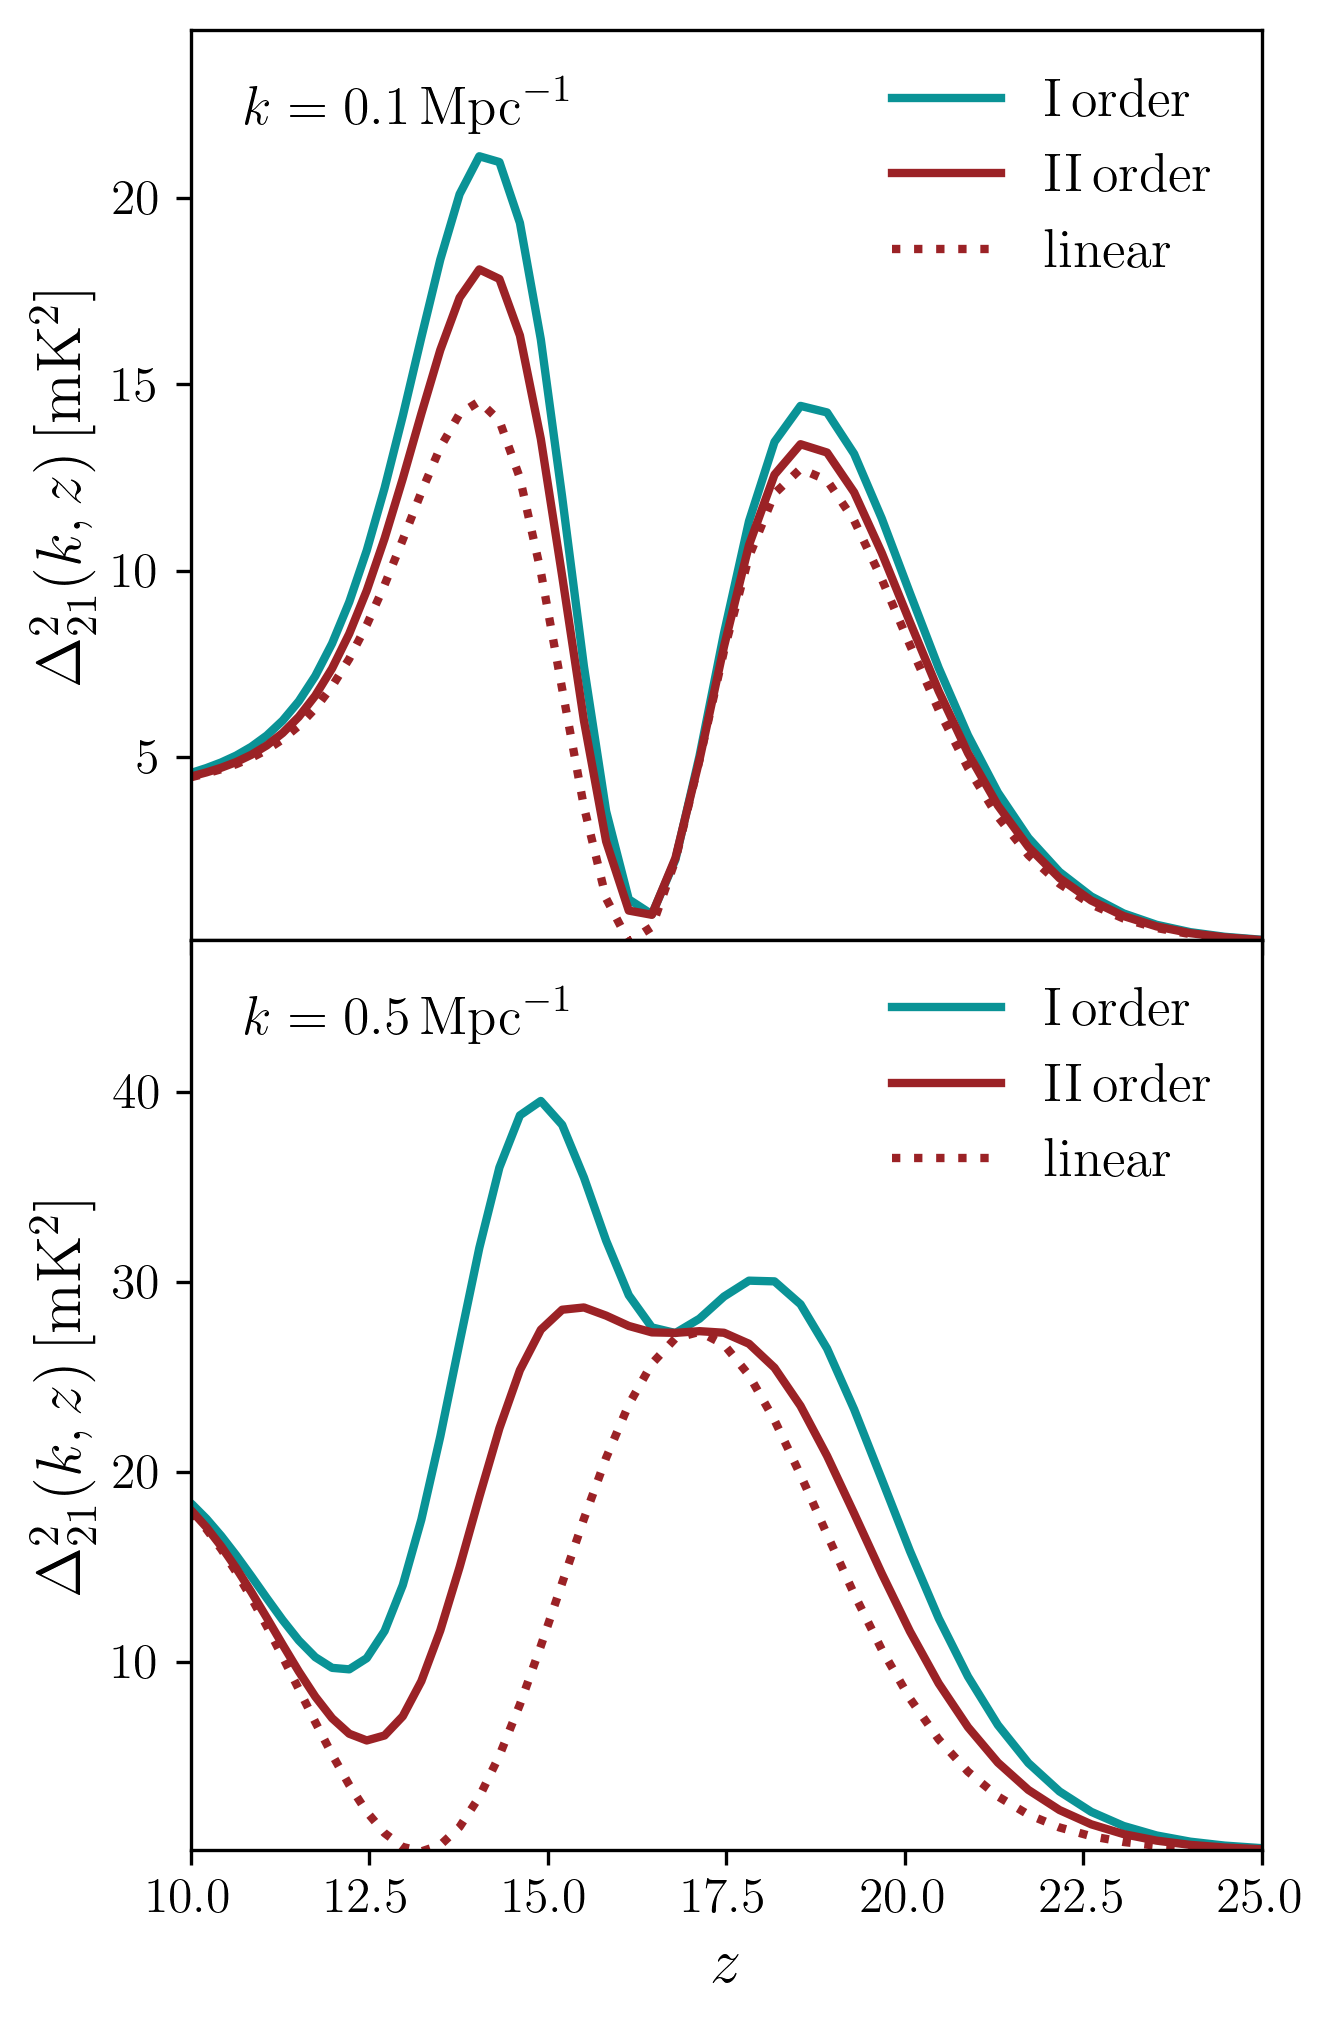 k = 0.1 Mpc⁻¹
I order
II order
linear
20
15
10
5
Δ²₂₁(k, z) [mK²]
k = 0.5 Mpc⁻¹
I order
II order
linear
40
30
20
10
Δ²₂₁(k, z) [mK²]
10.0 12.5 15.0 17.5 20.0 22.5 25.0
z